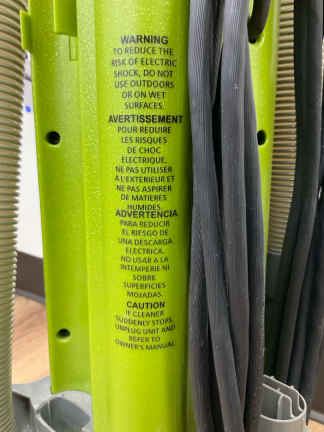 WARNING
TO REDUCE THE
RISK OF ELECTRIC
SHOCK, DO NOT
USE OUTDOORS
OR ON WET
SURFACES.
AVERTISSEMENT
POUR REDUIRE
LES RISQUES
DE CHOC
ELECTRIQUE,
NE PAS UTILISER
A L'EXTERIEUR ET
NE PAS ASPIRER
DE MATIERES
HUMIDES.
ADVERTENCIA
PARA REDUCIR
EL RIESGO DE
UNA DESCARGA
ELECTRICA,
NO USAR A LA
INTEMPERIE NI
SOBRE
SUPERFICIES
MOJADAS.
CAUTION
IF CLEANER
SUDDENLY STOPS,
UNPLUG UNIT AND
REFER TO
OWNER'S MANUAL.